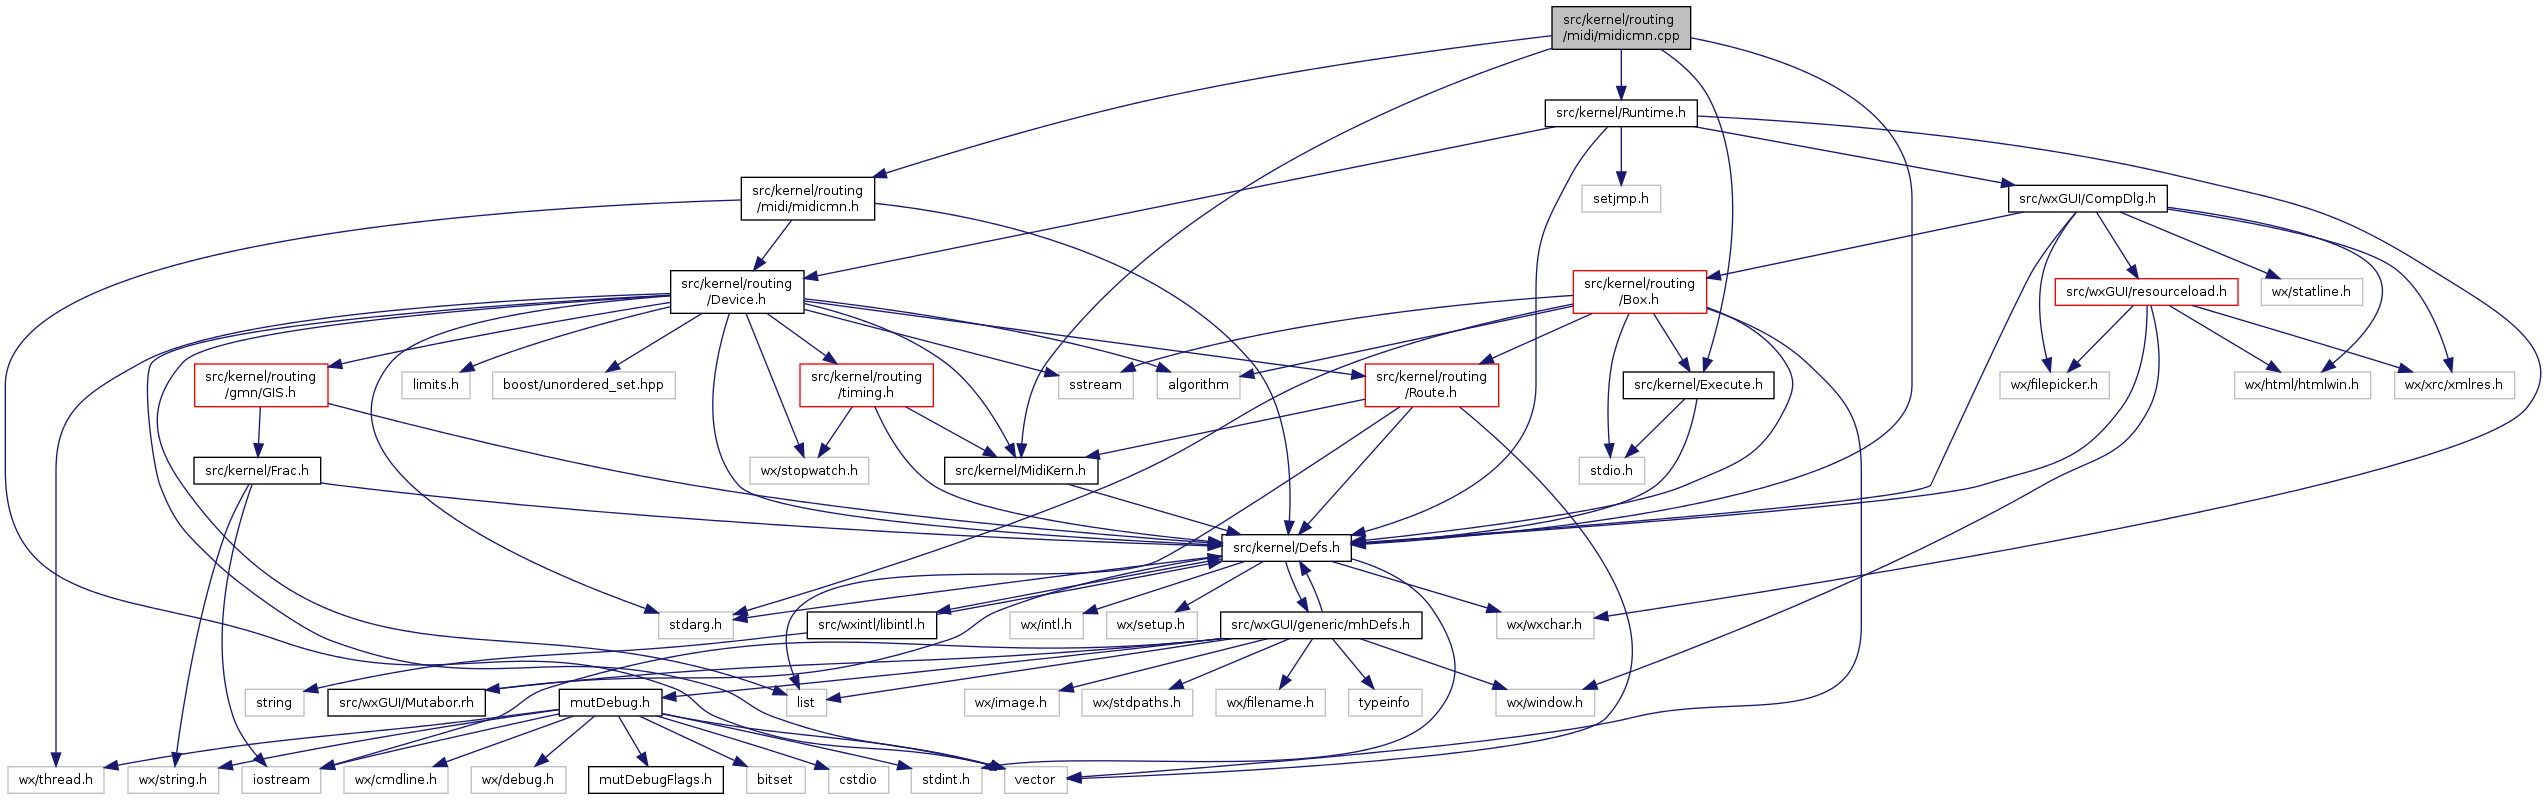 src/kernel/routing
/midi/midicmn.cpp
src/kernel/Runtime.h
src/kernel/routing
/midi/midicmn.h
setjmp.h
src/wxGUI/CompDlg.h
src/kernel/routing
/Device.h
src/kernel/routing
/Box.h
src/wxGUI/resourceload.h
wx/statline.h
src/kernel/routing
/gmn/GIS.h
limits.h
boost/unordered_set.hpp
src/kernel/routing
/timing.h
sstream
algorithm
src/kernel/routing
/Route.h
src/kernel/Execute.h
wx/filepicker.h
wx/html/htmlwin.h
wx/xrc/xmlres.h
src/kernel/Frac.h
wx/stopwatch.h
src/kernel/MidiKern.h
stdio.h
src/kernel/Defs.h
stdarg.h
src/wxintl/libintl.h
wx/intl.h
wx/setup.h
src/wxGUI/generic/mhDefs.h
wx/wxchar.h
string
src/wxGUI/Mutabor.rh
mutDebug.h
list
wx/image.h
wx/stdpaths.h
wx/filename.h
typeinfo
wx/window.h
wx/thread.h
wx/string.h
iostream
wx/cmdline.h
wx/debug.h
mutDebugFlags.h
bitset
cstdio
stdint.h
vector